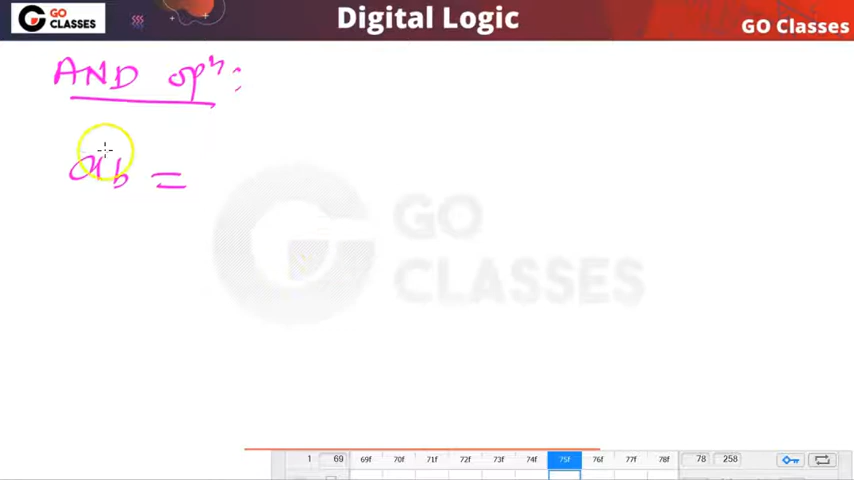 GO
CLASSES
Digital Logic
GO Classes
AND opⁿ:
ab =
GO
CLASSES
1 69 69f 70f 71f 72f 73f 74f 75f 76f 77f 78f 78 258